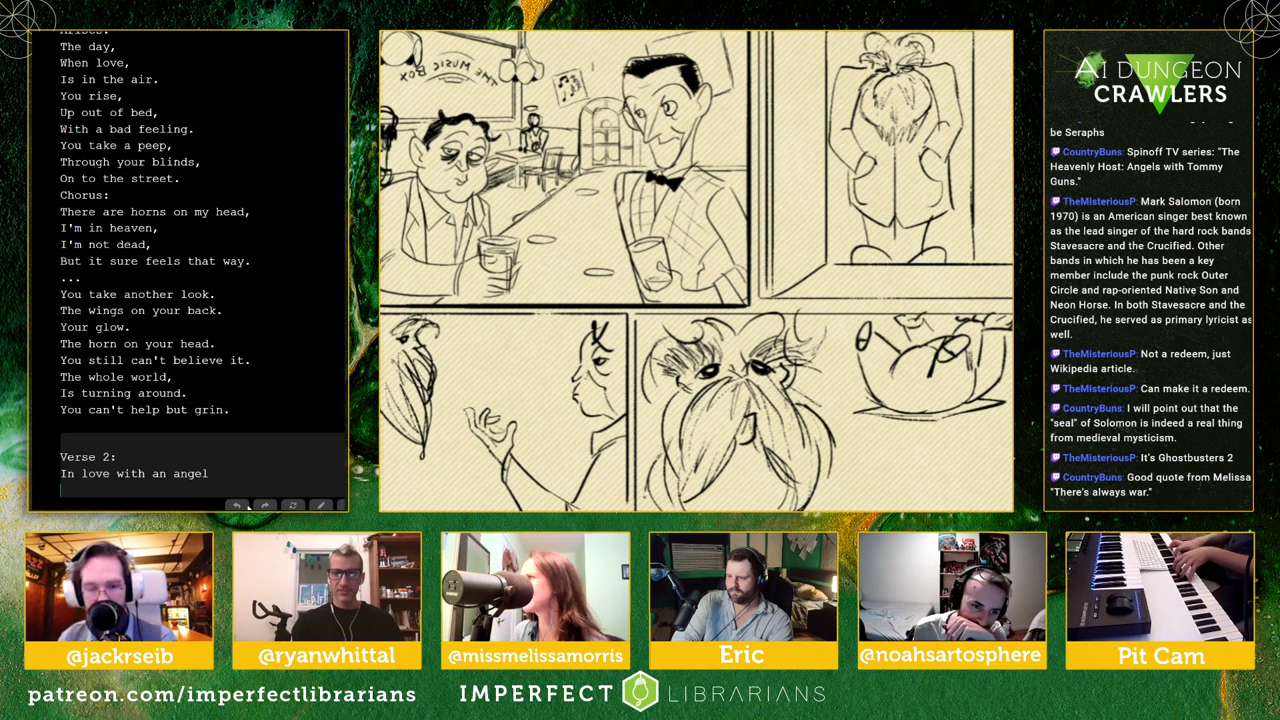 The day,
When love,
Is in the air.
You rise,
Up out of bed,
With a bad feeling.
You take a peep,
Through your blinds,
On to the street.
Chorus:
There are horns on my head,
I'm in heaven,
I'm not dead,
But it sure feels that way.
...
You take another look.
The wings on your back.
Your glow.
The horn on your head.
You still can't believe it.
The whole world,
Is turning around.
You can't help but grin.
Verse 2:
In love with an angel
THE MUSIC BOX
AI DUNGEON
CRAWLERS
be Seraphs
CountryBuns: Spinoff TV series: "The
Heavenly Host: Angels with Tommy
Guns."
TheMisteriousP: Mark Salomon (born
1970) is an American singer best known
as the lead singer of the hard rock bands
Stavesacre and the Crucified. Other
bands in which he has been a key
member include the punk rock Outer
Circle and rap-oriented Native Son and
Neon Horse. In both Stavesacre and the
Crucified, he served as primary lyricist as
well.
TheMisteriousP: Not a redeem, just
Wikipedia article.
TheMisteriousP: Can make it a redeem.
CountryBuns: I will point out that the
"seal" of Solomon is indeed a real thing
from medieval mysticism.
TheMisteriousP: It's Ghostbusters 2
CountryBuns: Good quote from Melissa
"There's always war."
@jackrseib
@ryanwhittal
@missmelissamorris
Eric
@noahsartosphere
Pit Cam
patreon.com/imperfectlibrarians
IMPERFECT LIBRARIANS